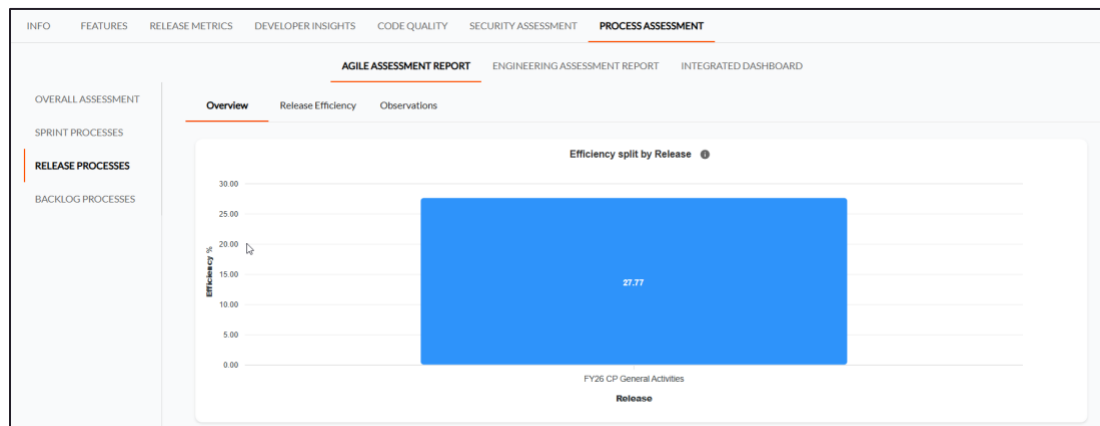 INFO FEATURES RELEASE METRICS DEVELOPER INSIGHTS CODE QUALITY SECURITY ASSESSMENT PROCESS ASSESSMENT
AGILE ASSESSMENT REPORT ENGINEERING ASSESSMENT REPORT INTEGRATED DASHBOARD
OVERALL ASSESSMENT
SPRINT PROCESSES
RELEASE PROCESSES
BACKLOG PROCESSES
Overview Release Efficiency Observations
Efficiency split by Release
Efficiency %
30.00
25.00
20.00
15.00
10.00
5.00
0.00
27.77
FY26 CP General Activities
Release